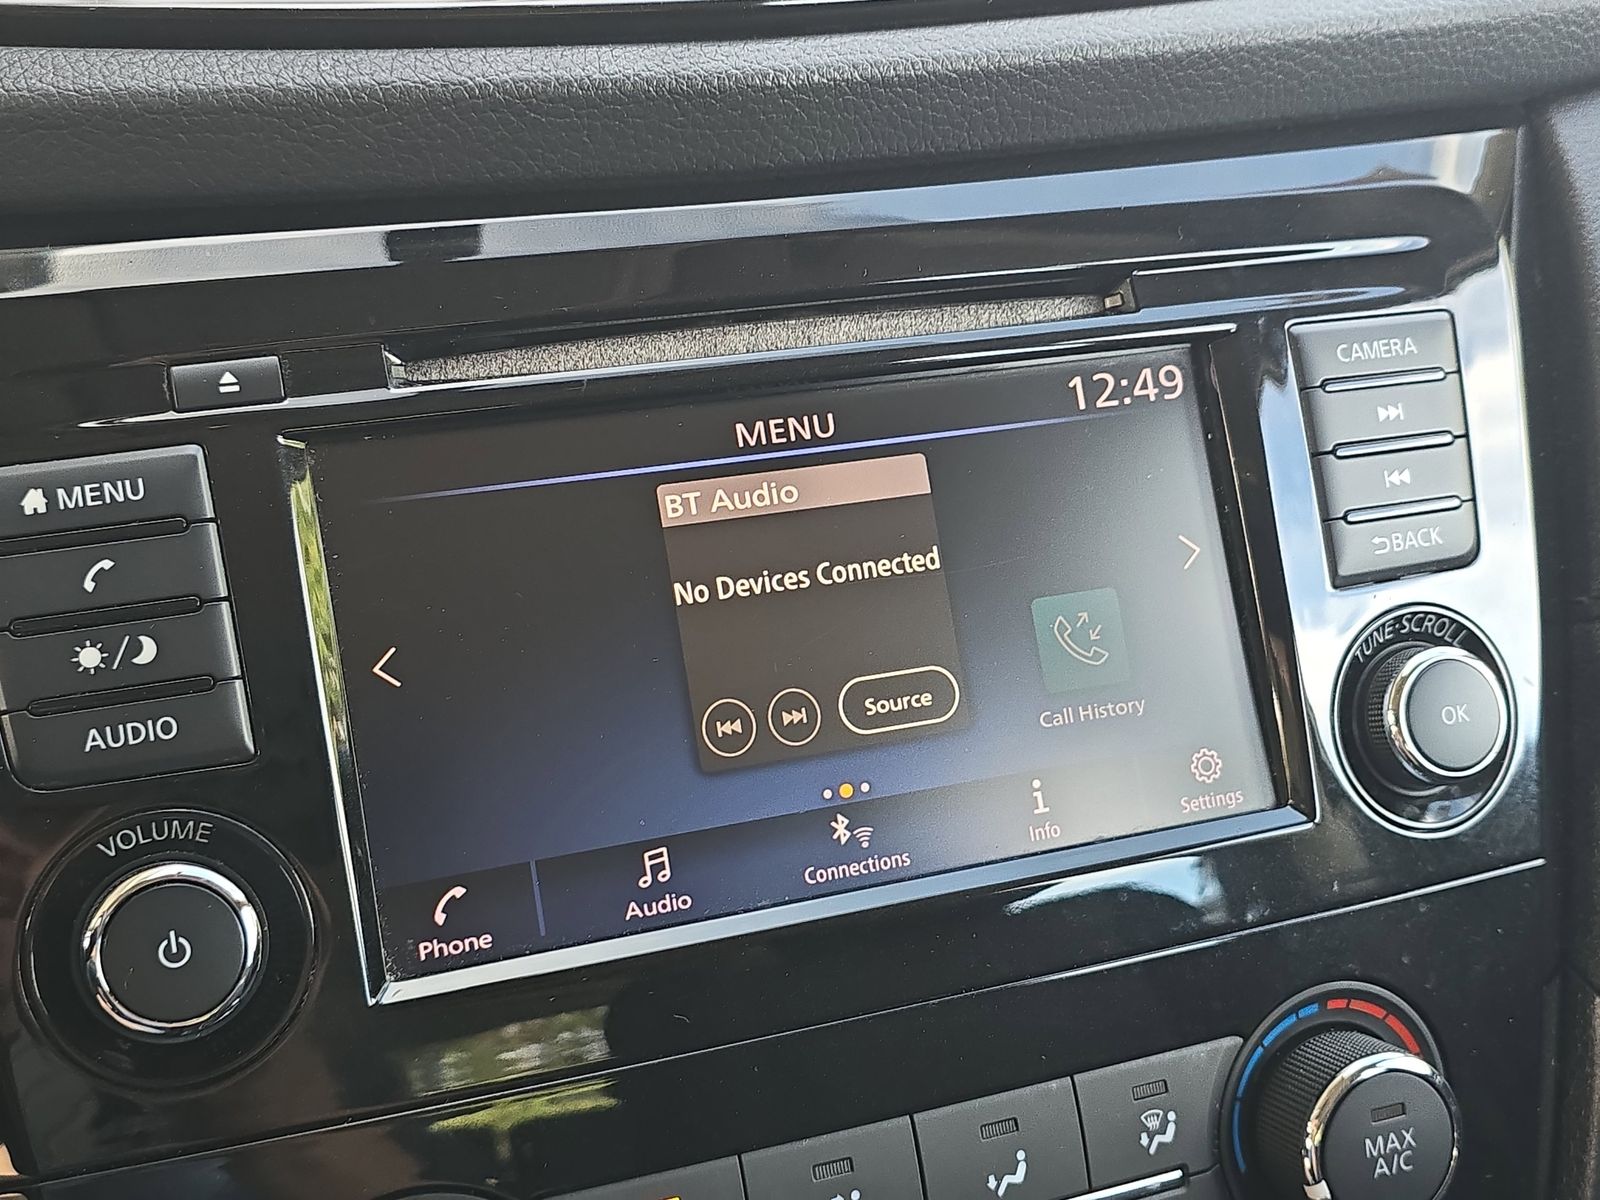 CAMERA
12:49
MENU
BT Audio
No Devices Connected
Source
Call History
Phone
Audio
Connections
Info
Settings
MENU
AUDIO
VOLUME
BACK
TUNE·SCROLL
OK
MAX
A/C